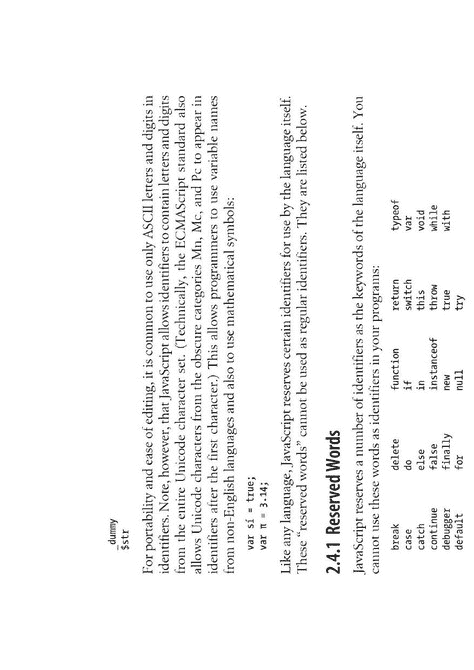 _dummy
$str
For portability and ease of editing, it is common to use only ASCII letters and digits in
identifiers. Note, however, that JavaScript allows identifiers to contain letters and digits
from the entire Unicode character set. (Technically, the ECMAScript standard also
allows Unicode characters from the obscure categories Mn, Mc, and Pc to appear in
identifiers after the first character.) This allows programmers to use variable names
from non-English languages and also to use mathematical symbols:
var sí = true;
var π = 3.14;
Like any language, JavaScript reserves certain identifiers for use by the language itself.
These “reserved words” cannot be used as regular identifiers. They are listed below.
2.4.1 Reserved Words
JavaScript reserves a number of identifiers as the keywords of the language itself. You
cannot use these words as identifiers in your programs:
break delete function return typeof
case do if switch var
catch else in this void
continue false instanceof throw while
debugger finally new true with
default for null try